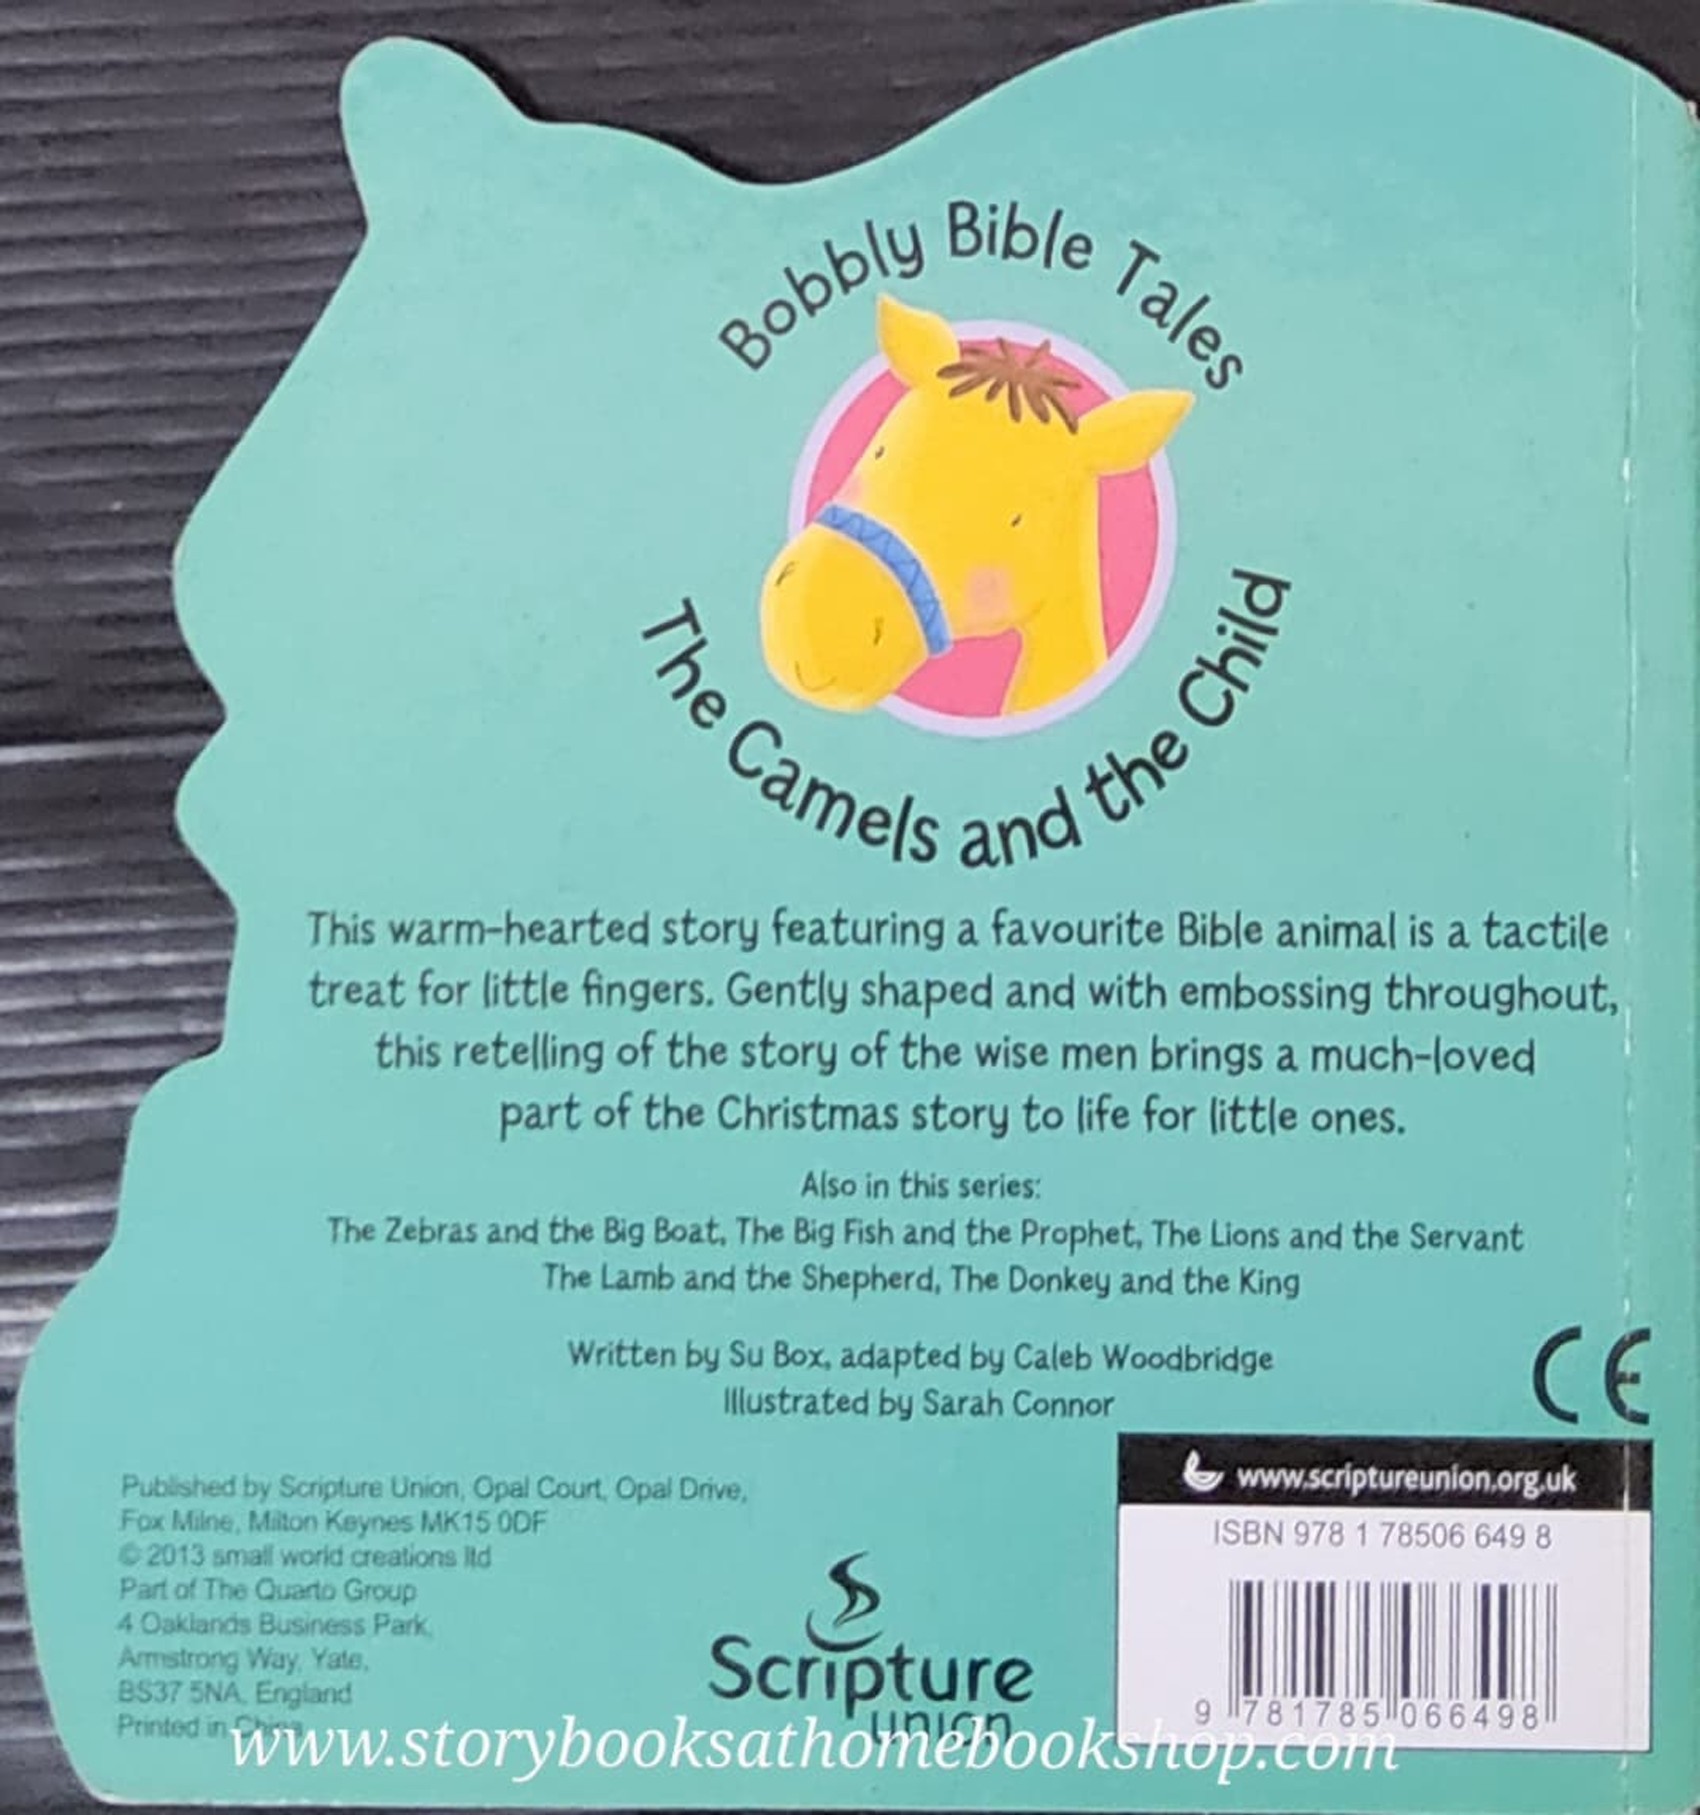 Bobbly Bible Tales
The Camels and the Child
This warm-hearted story featuring a favourite Bible animal is a tactile
treat for little fingers. Gently shaped and with embossing throughout,
this retelling of the story of the wise men brings a much-loved
part of the Christmas story to life for little ones.
Also in this series:
The Zebras and the Big Boat, The Big Fish and the Prophet, The Lions and the Servant
The Lamb and the Shepherd, The Donkey and the King
Written by Su Box, adapted by Caleb Woodbridge
Illustrated by Sarah Connor
CE
Published by Scripture Union, Opal Court, Opal Drive,
Fox Milne, Milton Keynes MK15 0DF
© 2013 small world creations ltd
Part of The Quarto Group
4 Oaklands Business Park,
Armstrong Way, Yate,
BS37 5NA, England
Printed in China
Scripture
union
www.scriptureunion.org.uk
ISBN 978 1 78506 649 8
9 781785 066498
www.storybooksathomebookshop.com